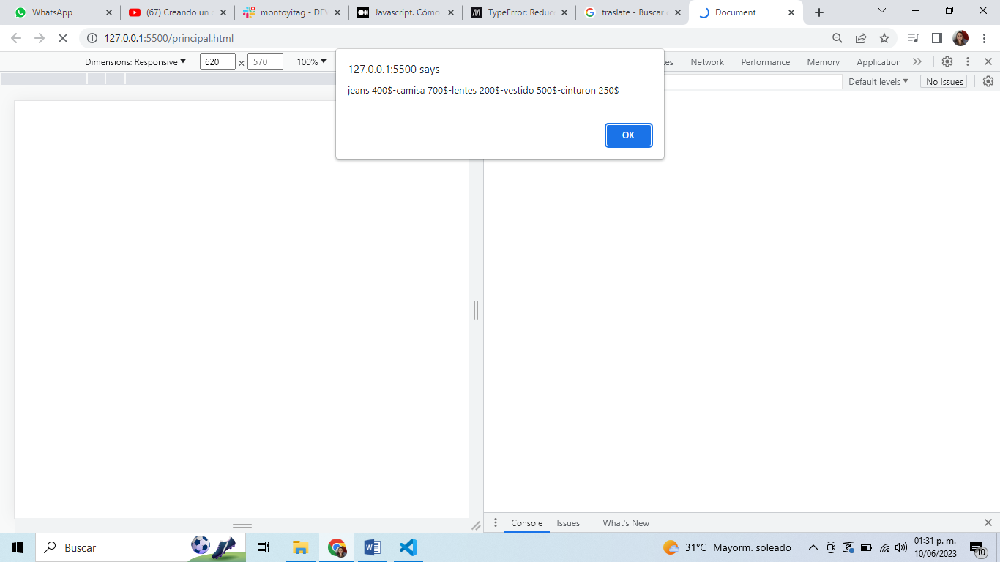 WhatsApp
(67) Creando un c
montoyitag - DEV
Javascript. Cómo
TypeError: Reduce
traslate - Buscar
Document
127.0.0.1:5500/principal.html
Dimensions: Responsive
620
×
570
100%
Network
Performance
Memory
Application
Default levels
No Issues
127.0.0.1:5500 says
jeans 400$-camisa 700$-lentes 200$-vestido 500$-cinturon 250$
OK
Console
Issues
What's New
Buscar
31°C Mayorm. soleado
01:31 p. m.
10/06/2023
10